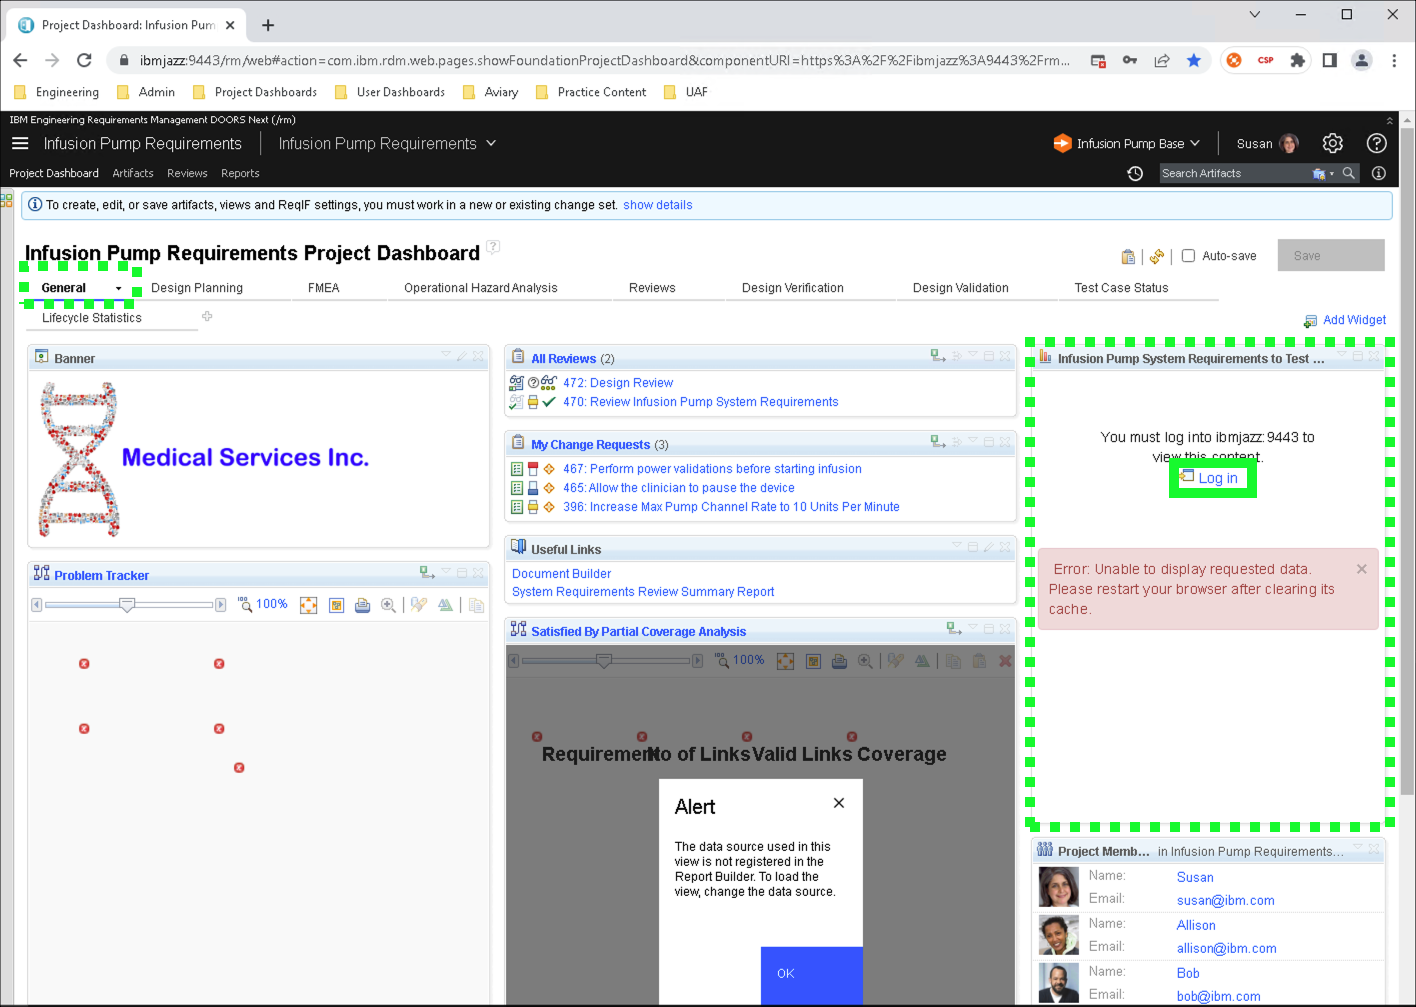 Project Dashboard: Infusion Pum
ibmjazz:9443/rm/web#action=com.ibm.rdm.web.pages.showFoundationProjectDashboard&componentURI=https%3A%2F%2Fibmjazz%3A9443%2Frm...
CSP
Engineering Admin Project Dashboards User Dashboards Aviary Practice Content UAF
IBM Engineering Requirements Management DOORS Next (/rm)
Infusion Pump Requirements Infusion Pump Requirements Infusion Pump Base Susan
Project Dashboard Artifacts Reviews Reports Search Artifacts
To create, edit, or save artifacts, views and ReqIF settings, you must work in a new or existing change set. show details
Infusion Pump Requirements Project Dashboard ?
Auto-save Save
General Design Planning FMEA Operational Hazard Analysis Reviews Design Verification Design Validation Test Case Status
Lifecycle Statistics
Add Widget
Banner
Medical Services Inc.
Problem Tracker
100%
All Reviews (2)
472: Design Review
470: Review Infusion Pump System Requirements
My Change Requests (3)
467: Perform power validations before starting infusion
465: Allow the clinician to pause the device
396: Increase Max Pump Channel Rate to 10 Units Per Minute
Useful Links
Document Builder
System Requirements Review Summary Report
Satisfied By Partial Coverage Analysis
100%
No of Links Valid Links Coverage
Alert
The data source used in this
view is not registered in the
Report Builder. To load the
view, change the data source.
OK
Infusion Pump System Requirements to Test ...
You must log into ibmjazz:9443 to
view this content.
Log in
Error: Unable to display requested data.
Please restart your browser after clearing its
cache.
Project Memb... in Infusion Pump Requirements...
Name: Susan
Email: susan@ibm.com
Name: Allison
Email: allison@ibm.com
Name: Bob
Email: bob@ibm.com